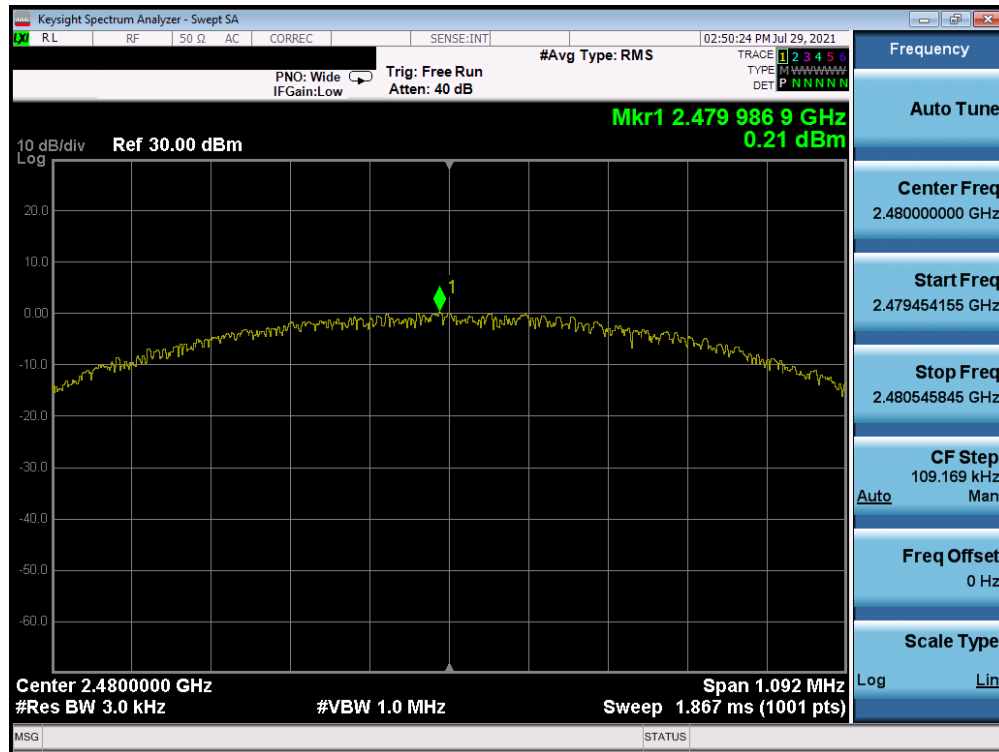 Keysight Spectrum Analyzer - Swept SA
LXI RL RF 50 Ω AC CORREC SENSE:INT 02:50:24 PM Jul 29, 2021
#Avg Type: RMS
TRACE 1 2 3 4 5 6
TYPE M WWWWW
DET P N N N N N
PNO: Wide
IFGain:Low
Trig: Free Run
Atten: 40 dB
Mkr1 2.479 986 9 GHz
0.21 dBm
10 dB/div Ref 30.00 dBm
Log
20.0
10.0
0.00
-10.0
-20.0
-30.0
-40.0
-50.0
-60.0
1
Center 2.4800000 GHz Span 1.092 MHz
#Res BW 3.0 kHz #VBW 1.0 MHz Sweep 1.867 ms (1001 pts)
MSG STATUS
Frequency
Auto Tune
Center Freq
2.480000000 GHz
Start Freq
2.479454155 GHz
Stop Freq
2.480545845 GHz
CF Step
109.169 kHz
Auto Man
Freq Offset
0 Hz
Scale Type
Log Lin